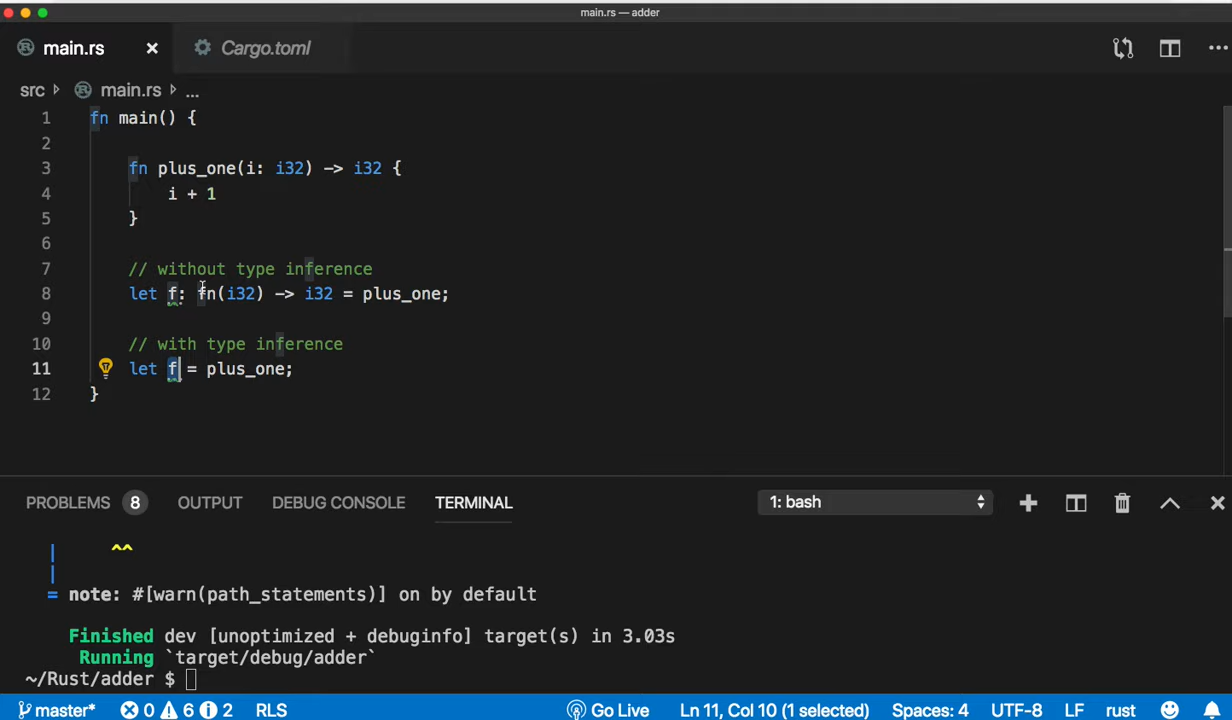 main.rs — adder
main.rs Cargo.toml
src main.rs ...
1 fn main() {
2
3 fn plus_one(i: i32) -> i32 {
4 i + 1
5 }
6
7 // without type inference
8 let f: fn(i32) -> i32 = plus_one;
9
10 // with type inference
11 let f = plus_one;
12 }
PROBLEMS 8 OUTPUT DEBUG CONSOLE TERMINAL 1: bash
| ^^
|
= note: #[warn(path_statements)] on by default
Finished dev [unoptimized + debuginfo] target(s) in 3.03s
Running `target/debug/adder`
~/Rust/adder $
master* 0 6 2 RLS Go Live Ln 11, Col 10 (1 selected) Spaces: 4 UTF-8 LF rust